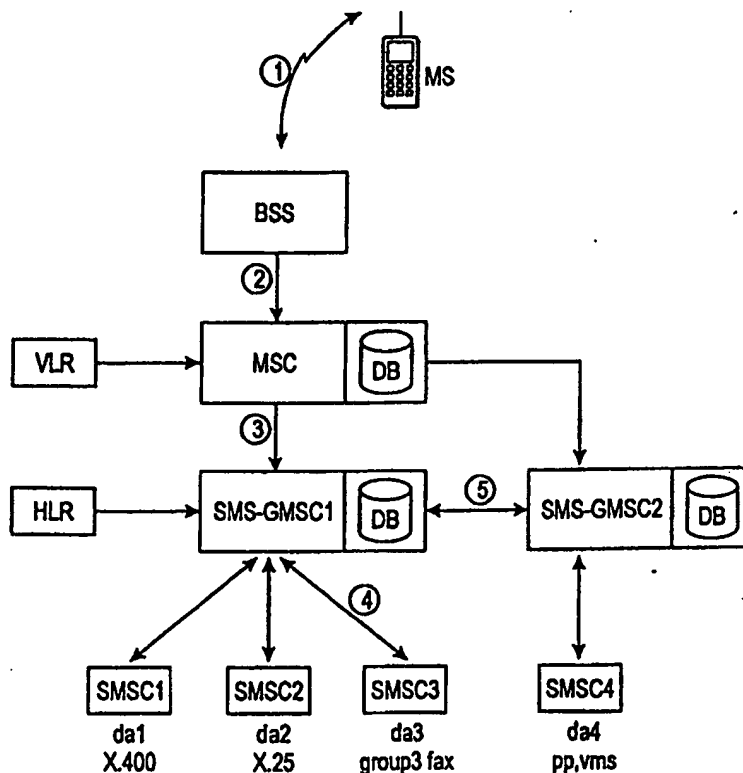 1
MS
BSS
2
VLR
MSC
DB
3
HLR
SMS-GMSC1
DB
5
SMS-GMSC2
DB
4
SMSC1
SMSC2
SMSC3
SMSC4
da1
da2
da3
da4
X.400
X.25
group3 fax
pp,vms